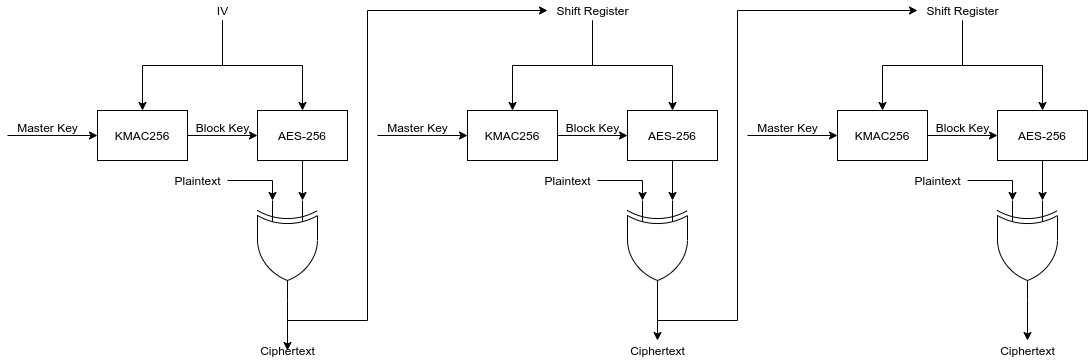 IV
Shift Register
Shift Register
Master Key
KMAC256
Block Key
AES-256
Master Key
KMAC256
Block Key
AES-256
Master Key
KMAC256
Block Key
AES-256
Plaintext
Plaintext
Plaintext
Ciphertext
Ciphertext
Ciphertext